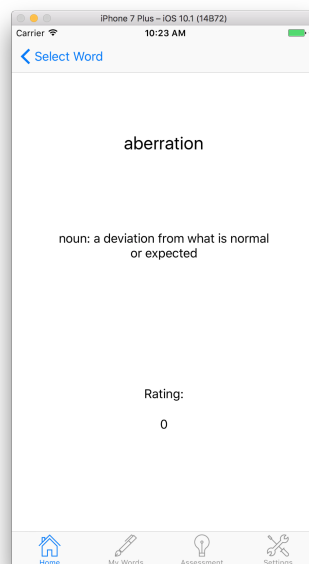 iPhone 7 Plus – iOS 10.1 (14B72)
Carrier 10:23 AM
Select Word
aberration
noun: a deviation from what is normal
or expected
Rating:
0
Home My Words Assessment Settings